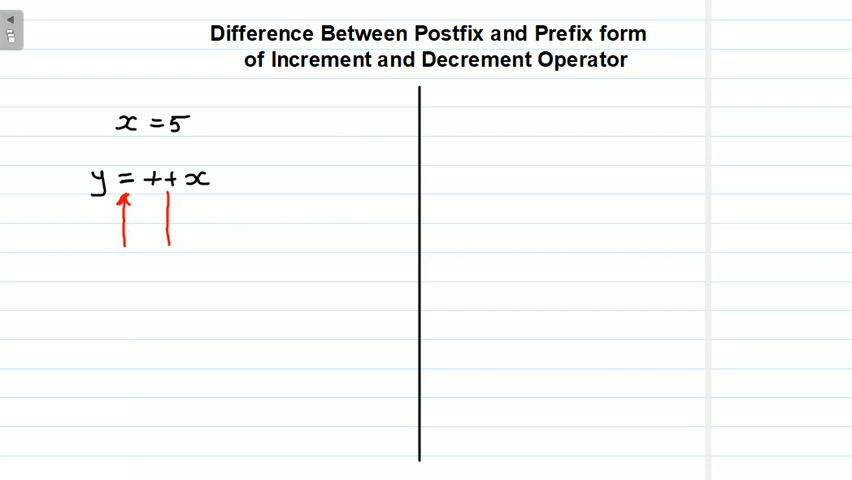 Difference Between Postfix and Prefix form
of Increment and Decrement Operator
x = 5
y = ++x